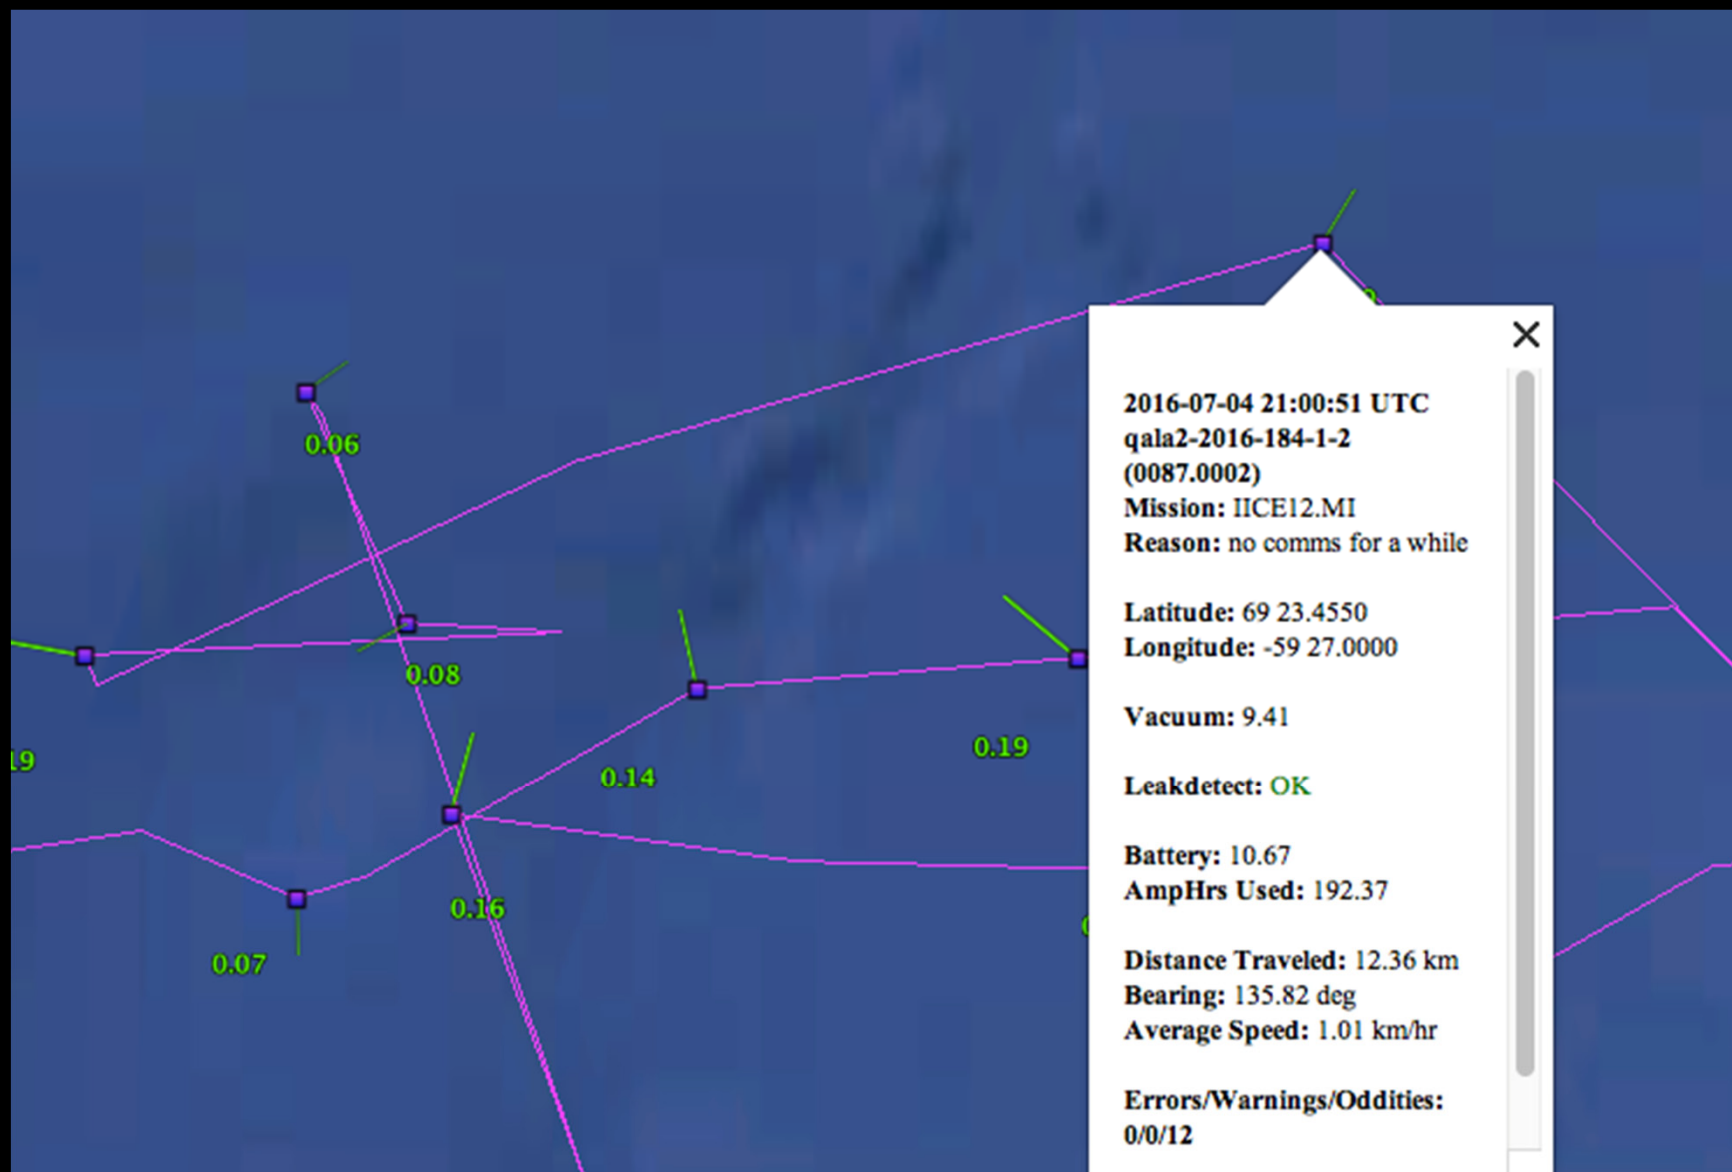 0.06
0.08
0.14
0.19
19
0.16
0.07
2016-07-04 21:00:51 UTC
qala2-2016-184-1-2
(0087.0002)
Mission: IICE12.MI
Reason: no comms for a while
Latitude: 69 23.4550
Longitude: -59 27.0000
Vacuum: 9.41
Leakdetect: OK
Battery: 10.67
AmpHrs Used: 192.37
Distance Traveled: 12.36 km
Bearing: 135.82 deg
Average Speed: 1.01 km/hr
Errors/Warnings/Oddities:
0/0/12